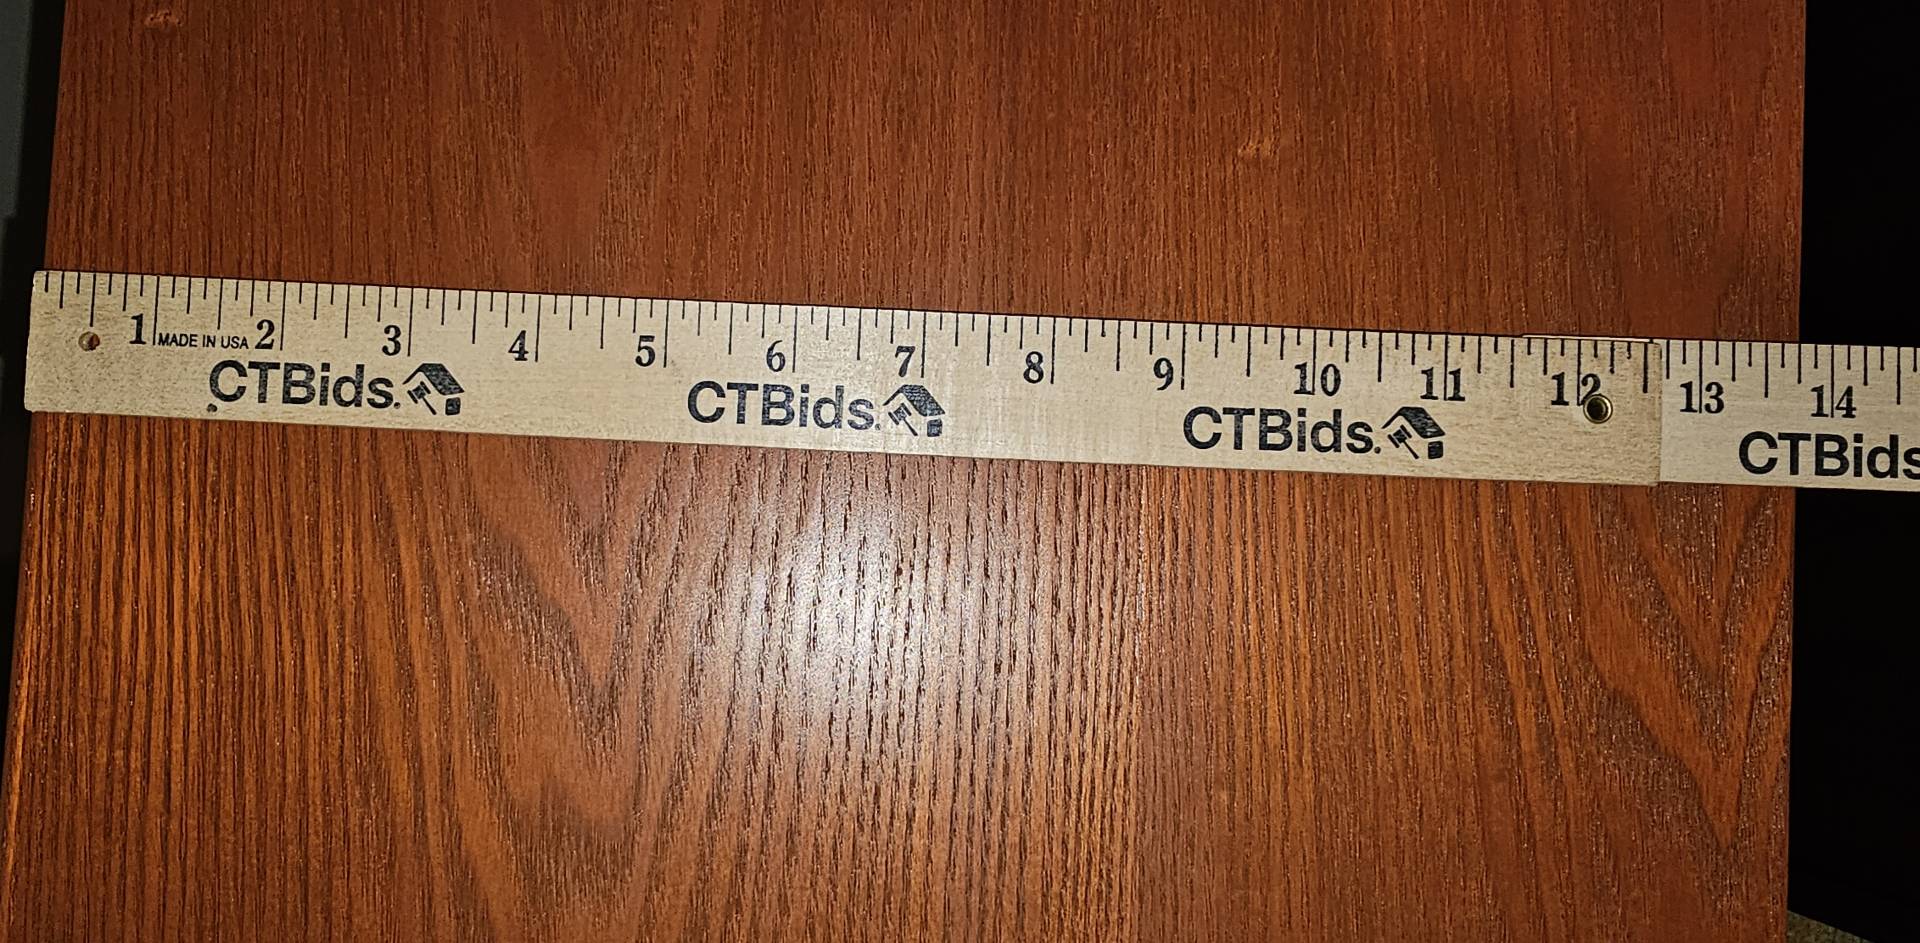 1 MADE IN USA 2 3 4 5 6 7 8 9 10 11 12 13 14
CTBids. CTBids. CTBids. CTBids